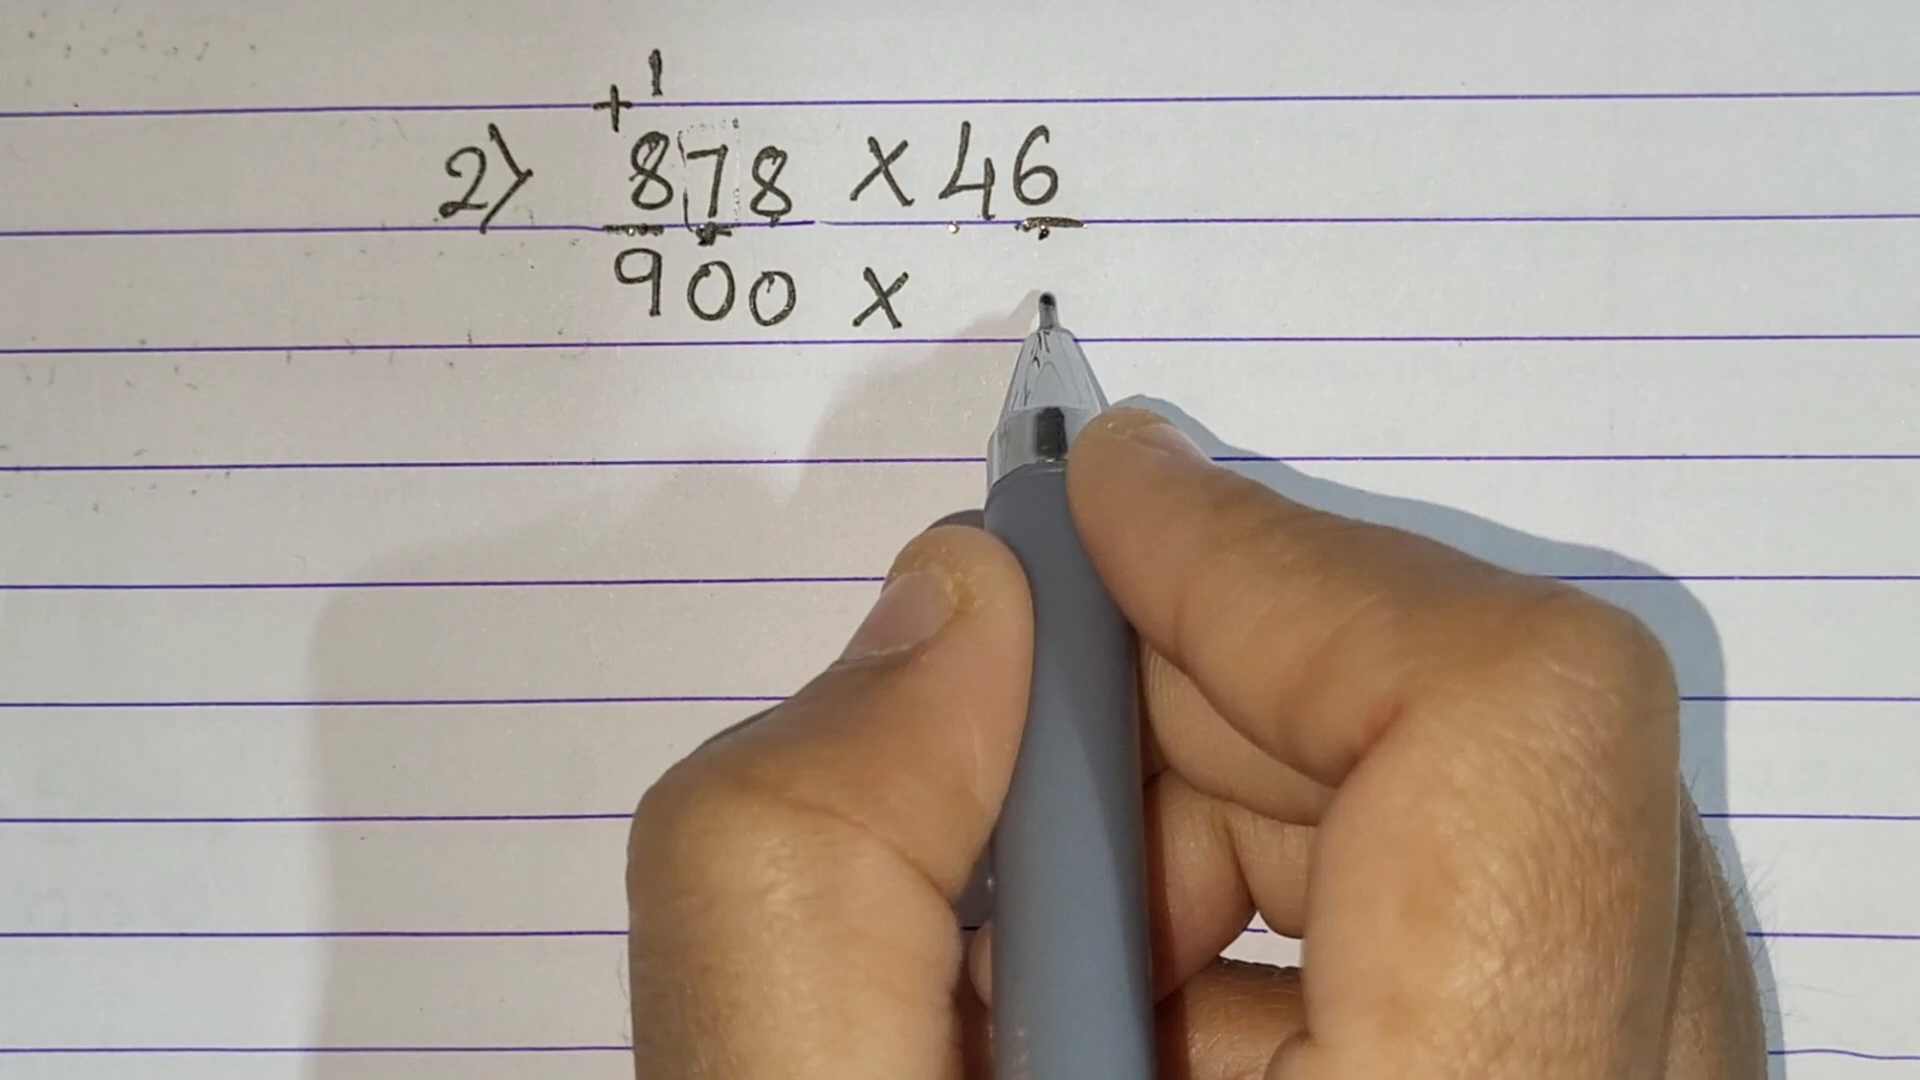 +1
2) 878 × 46
900 ×